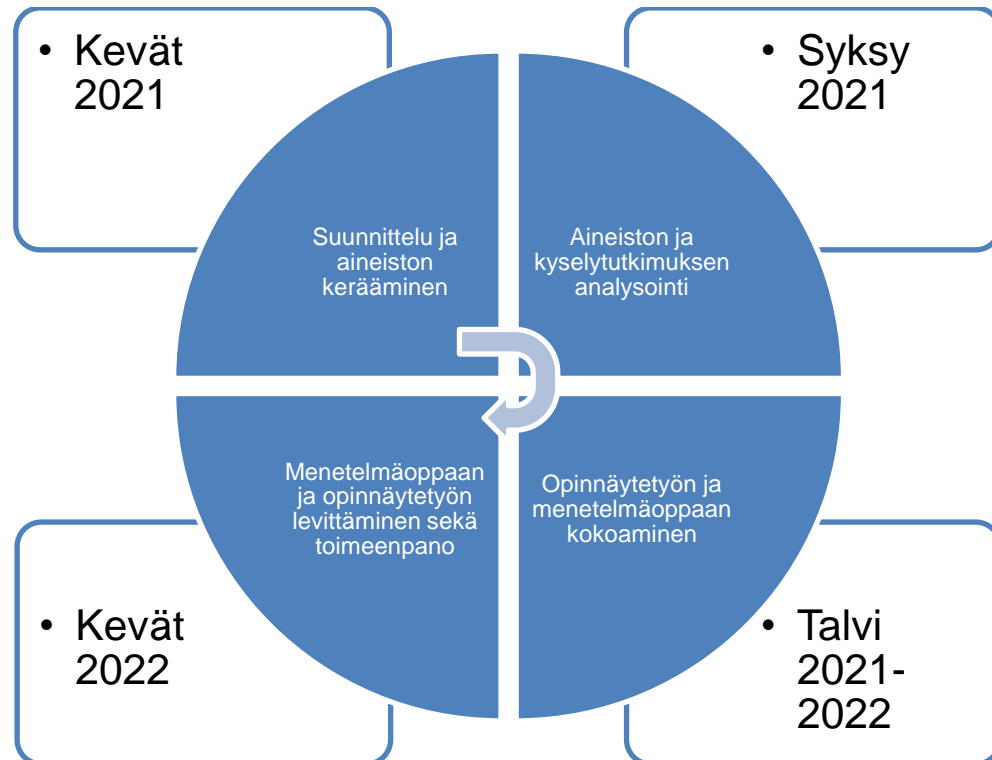 • Kevät
2021
• Syksy
2021
Suunnittelu ja
aineiston
kerääminen
Aineiston ja
kyselytutkimuksen
analysointi
Menetelmäoppaan
ja opinnäytetyön
levittäminen sekä
toimeenpano
Opinnäytetyön ja
menetelmäoppaan
kokoaminen
• Kevät
2022
• Talvi
2021-
2022